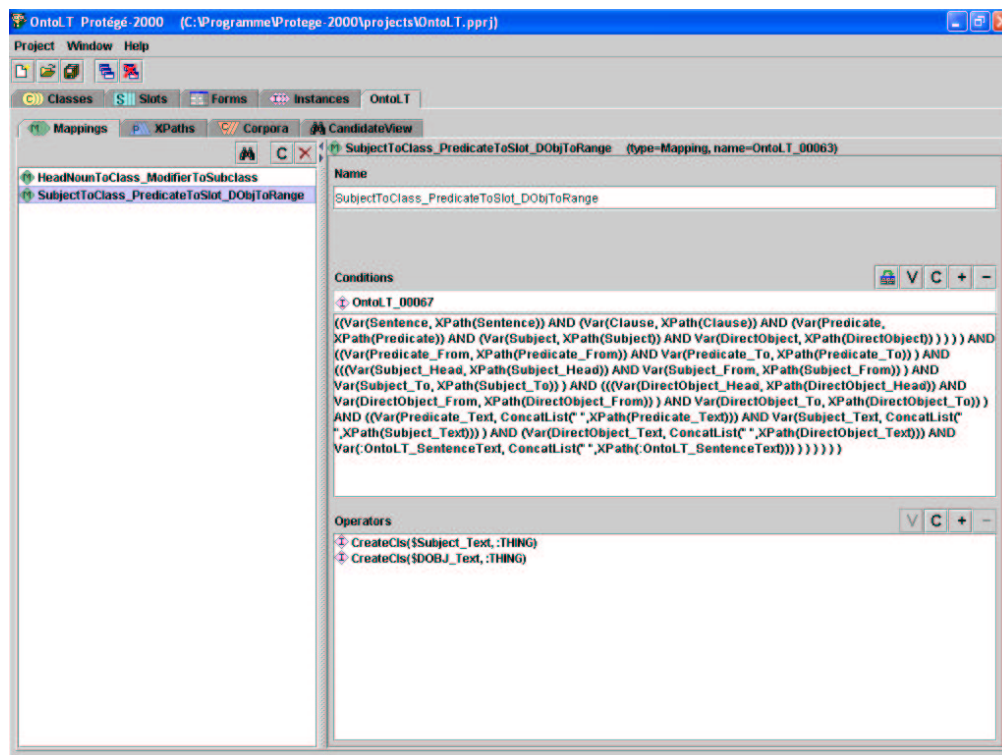 OntoLT Protégé-2000 (C:\Programme\Protege-2000\projects\OntoLT.pprj)
Project Window Help
Classes Slots Forms Instances OntoLT
Mappings XPaths Corpora CandidateView
C
HeadNounToClass_ModifierToSubclass
SubjectToClass_PredicateToSlot_DObjToRange
SubjectToClass_PredicateToSlot_DObjToRange (type=Mapping, name=OntoLT_00063)
Name
SubjectToClass_PredicateToSlot_DObjToRange
Conditions V C + −
OntoLT_00067
((Var(Sentence, XPath(Sentence)) AND (Var(Clause, XPath(Clause)) AND (Var(Predicate,
XPath(Predicate)) AND (Var(Subject, XPath(Subject)) AND Var(DirectObject, XPath(DirectObject)) ) ) ) ) AND
((Var(Predicate_From, XPath(Predicate_From)) AND Var(Predicate_To, XPath(Predicate_To)) ) AND
(((Var(Subject_Head, XPath(Subject_Head)) AND Var(Subject_From, XPath(Subject_From)) ) AND
Var(Subject_To, XPath(Subject_To)) ) AND (((Var(DirectObject_Head, XPath(DirectObject_Head)) AND
Var(DirectObject_From, XPath(DirectObject_From)) ) AND Var(DirectObject_To, XPath(DirectObject_To)) )
AND ((Var(Predicate_Text, ConcatList(" ",XPath(Predicate_Text))) AND Var(Subject_Text, ConcatList("
",XPath(Subject_Text))) ) AND (Var(DirectObject_Text, ConcatList(" ",XPath(DirectObject_Text))) AND
Var(:OntoLT_SentenceText, ConcatList(" ",XPath(:OntoLT_SentenceText))) ) ) ) ) ) )
Operators V C + −
CreateCls($Subject_Text, :THING)
CreateCls($DOBJ_Text, :THING)